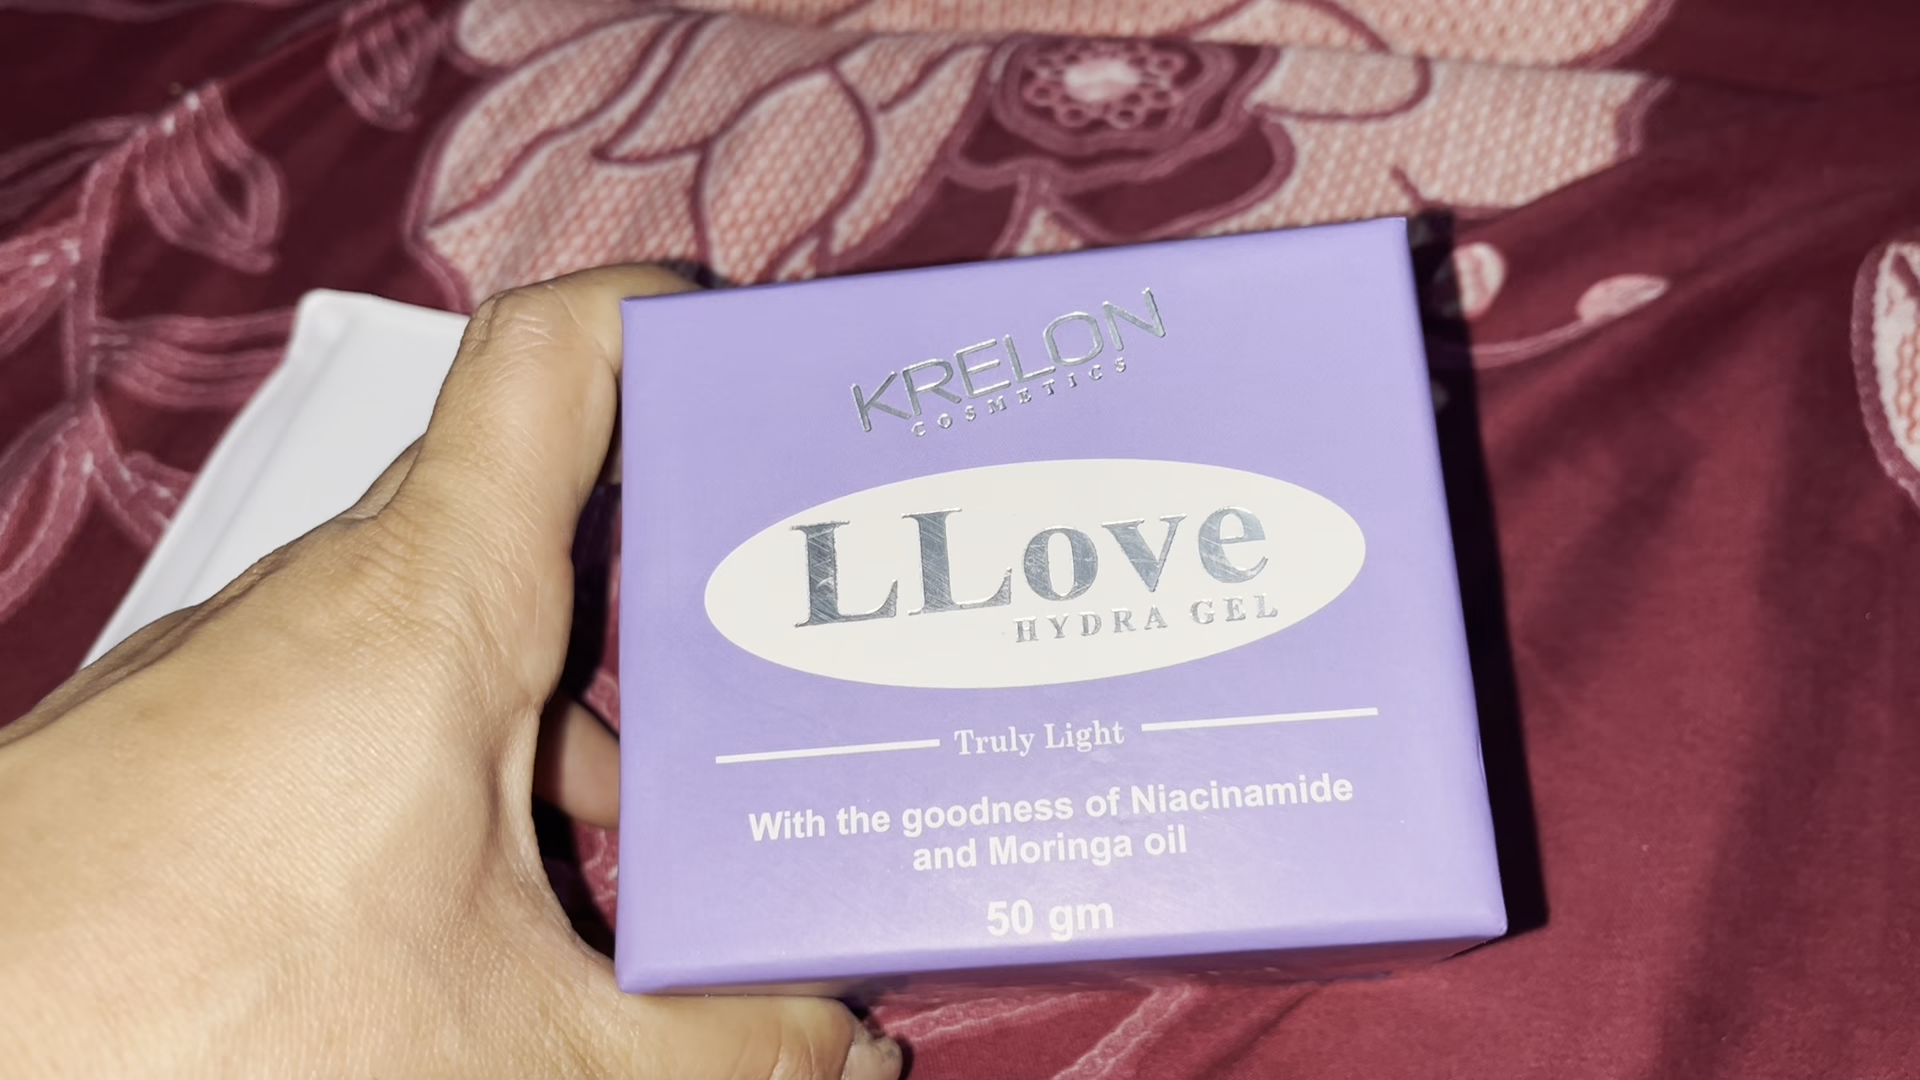 KRELON
COSMETICS
LLove
HYDRA GEL
Truly Light
With the goodness of Niacinamide
and Moringa oil
50 gm